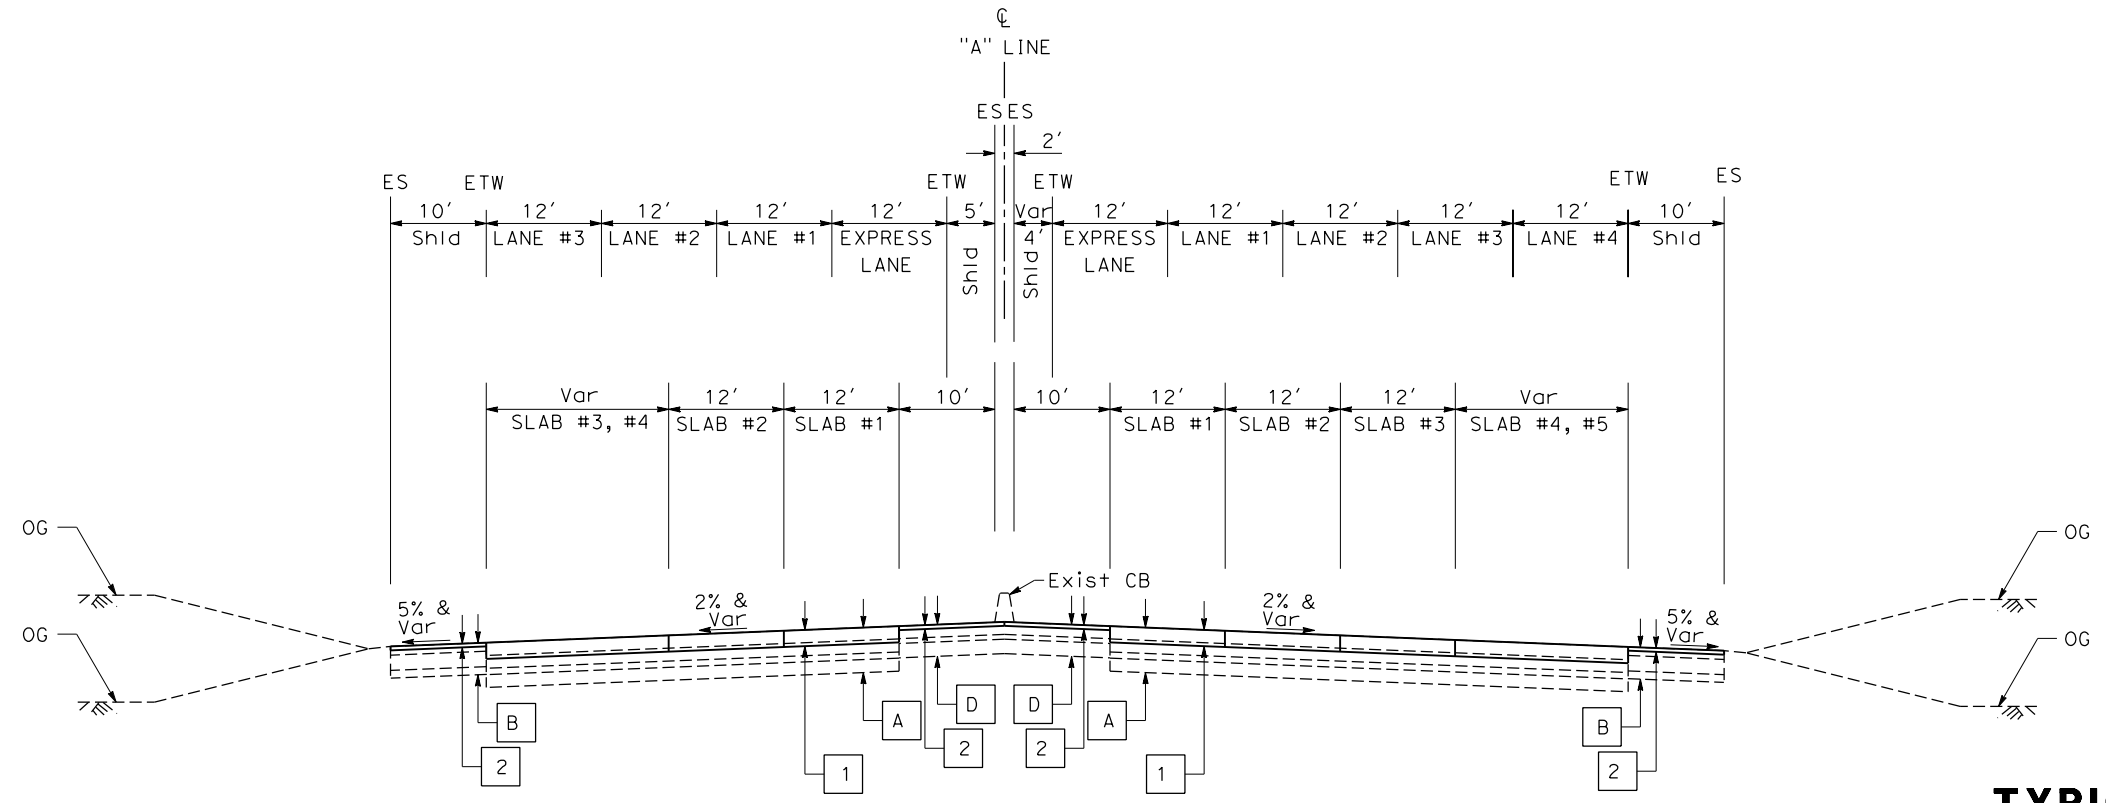 ℄
"A" LINE
ES ES
2'
ES ETW ETW ETW ETW ES
10' 12' 12' 12' 12' 5' Var 12' 12' 12' 12' 12' 10'
Shld LANE #3 LANE #2 LANE #1 EXPRESS LANE Shld 4' Shld EXPRESS LANE LANE #1 LANE #2 LANE #3 LANE #4 Shld
Var 12' 12' 10' 10' 12' 12' 12' Var
SLAB #3, #4 SLAB #2 SLAB #1 SLAB #1 SLAB #2 SLAB #3 SLAB #4, #5
OG OG
Exist CB
5% & Var 2% & Var 2% & Var 5% & Var
OG OG
B A D D A B
2 1 2 2 1 2